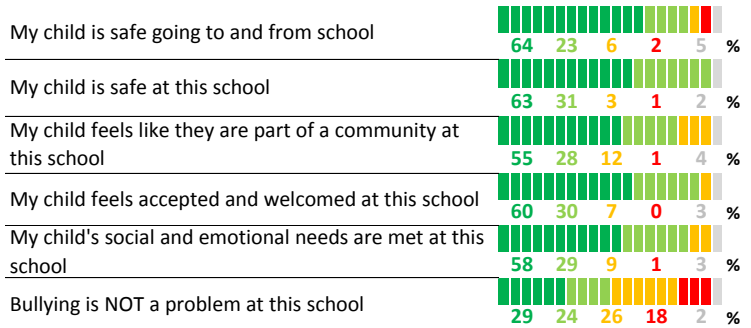 My child is safe going to and from school
64 23 6 2 5 %
My child is safe at this school
63 31 3 1 2 %
My child feels like they are part of a community at
this school
55 28 12 1 4 %
My child feels accepted and welcomed at this school
60 30 7 0 3 %
My child's social and emotional needs are met at this
school
58 29 9 1 3 %
Bullying is NOT a problem at this school
29 24 26 18 2 %